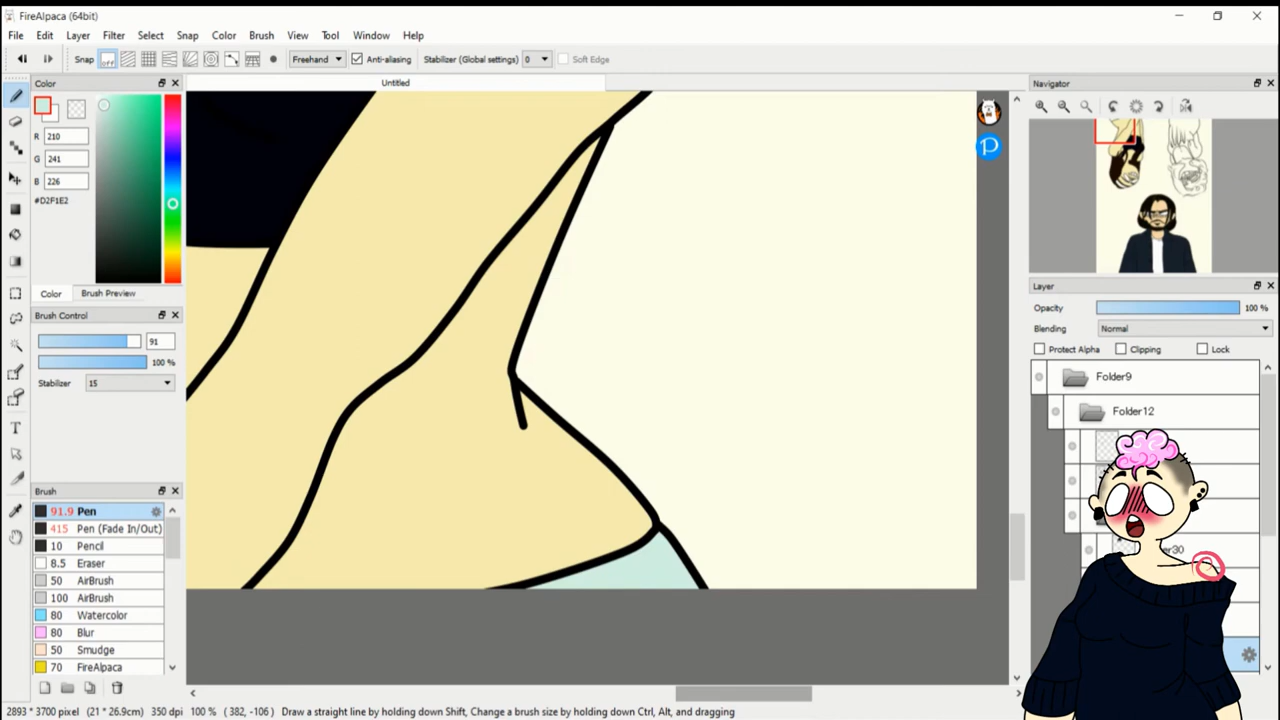 FireAlpaca (64bit)
File Edit Layer Filter Select Snap Color Brush View Tool Window Help
Snap off Freehand Anti-aliasing Stabilizer (Global settings) 0 Soft Edge
Color
Untitled
Navigator
R 210
G 241
B 226
#D2F1E2
Color Brush Preview
Brush Control
91
100 %
Stabilizer 15
Layer
Opacity 100 %
Blending Normal
Protect Alpha Clipping Lock
Folder9
Folder12
er30
Brush
91.9 Pen
415 Pen (Fade In/Out)
10 Pencil
8.5 Eraser
50 AirBrush
100 AirBrush
80 Watercolor
80 Blur
50 Smudge
70 FireAlpaca
2893 * 3700 pixel (21 * 26.9cm) 350 dpi 100 % ( 382, -106 ) Draw a straight line by holding down Shift, Change a brush size by holding down Ctrl, Alt, and dragging